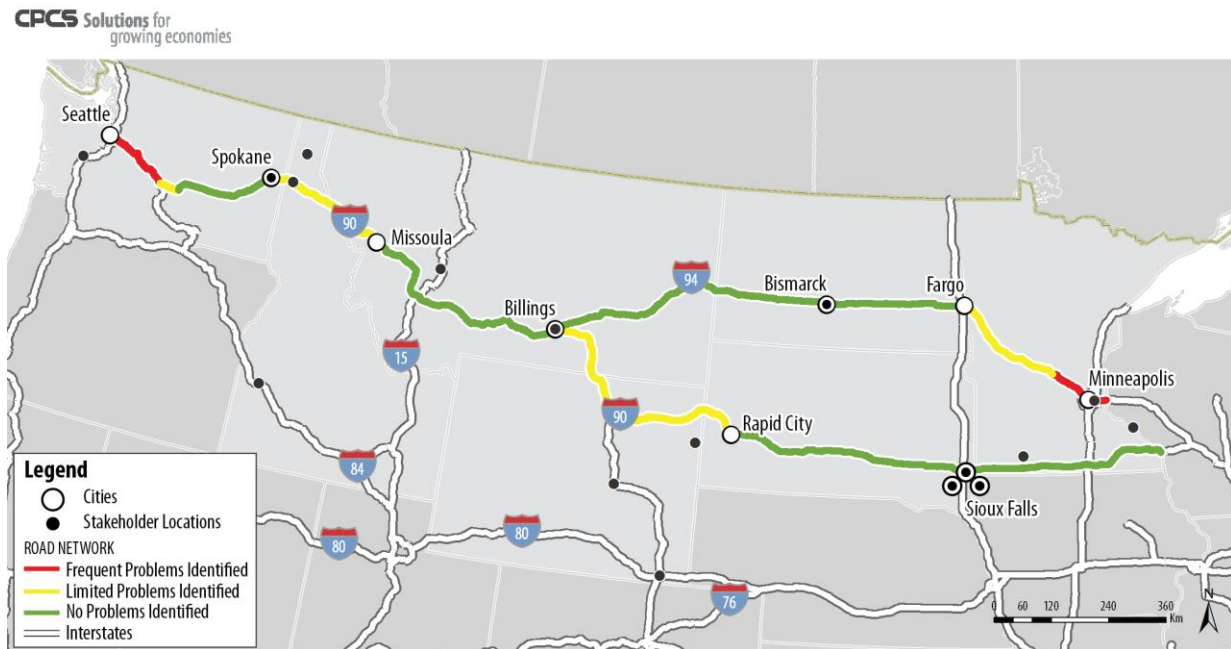 CPCS Solutions for
growing economies
Seattle
Spokane
90
Missoula
94
Bismarck
Fargo
Billings
15
Minneapolis
90
Rapid City
84
Sioux Falls
80
80
76
Legend
Cities
Stakeholder Locations
ROAD NETWORK
Frequent Problems Identified
Limited Problems Identified
No Problems Identified
Interstates
0 60 120 240 360
Km
N